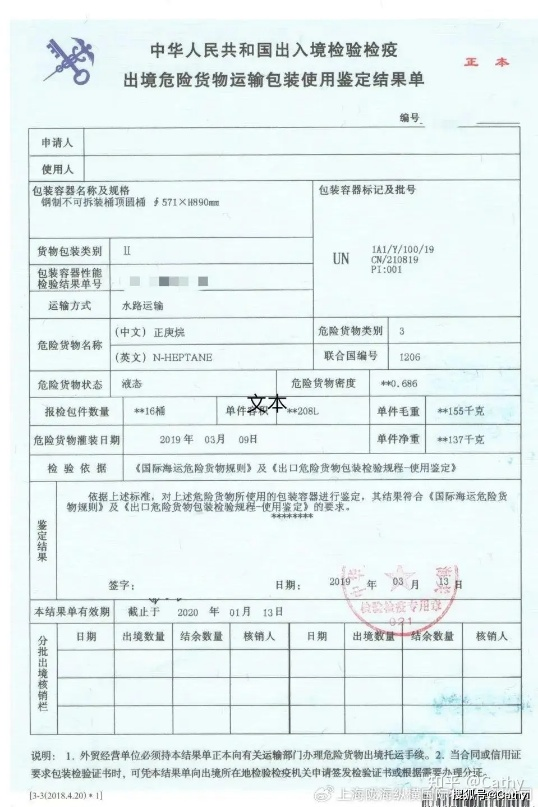 中华人民共和国出入境检验检疫
出境危险货物运输包装使用鉴定结果单
正 本
编号
申请人
使用人
包装容器名称及规格
钢制不可拆装桶顶圆桶 ∮571×H890mm
包装容器标记及批号
UN
1A1/Y/100/19
CN/210819
PI:001
货物包装类别 Ⅱ
包装容器性能
检验结果单号
运输方式 水路运输
危险货物名称
(中文) 正庚烷
(英文) N-HEPTANE
危险货物类别 3
联合国编号 1206
危险货物状态 液态
危险货物密度 **0.686
文本
报检包件数量 **16桶 单件容积 **208L 单件毛重 **155千克
危险货物灌装日期 2019 年 03月 09日 单件净重 **137千克
检 验 依 据 《国际海运危险货物规则》及《出口危险货物包装检验规程-使用鉴定》
鉴定结果
依据上述标准，对上述危险货物所使用的包装容器进行鉴定，其结果符合《国际海运危险货
物规则》及《出口危险货物包装检验规程-使用鉴定》的要求。
********
签字： 日期： 2019 年 03 月 13 日
检验检疫专用章
021
本结果单有效期 截止于 2020 年 01月 13日
分批出境核销栏
日期 出境数量 结余数量 核销人 日期 出境数量 结余数量 核销人
说明：1. 外贸经营单位必须持本结果单正本向有关运输部门办理危险货物出境托运手续。2. 当合同或信用证
要求包装检验证书时，可凭本结果单向出境所在地检验检疫机关申请签发检验证书或根据需要办理分证。
[3-3(2018.4.20)*1]
知乎 @Cathy
搜狐号@Cathyi